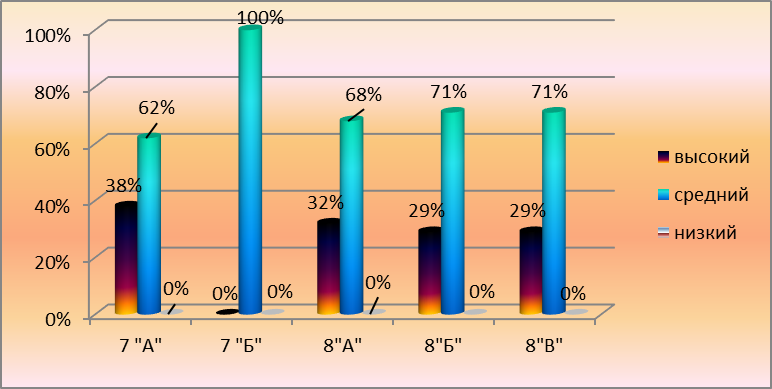 100%
80%
60%
40%
20%
0%
38%
62%
0%
0%
100%
0%
32%
68%
0%
29%
71%
0%
29%
71%
0%
7 "А"
7 "Б"
8"А"
8"Б"
8"В"
высокий
средний
низкий